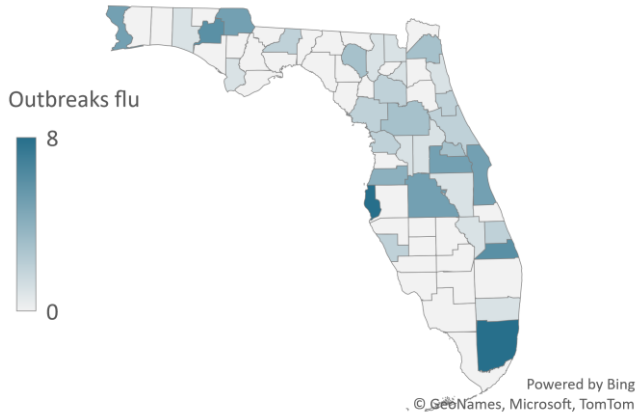 Outbreaks flu
8
0
Powered by Bing
© GeoNames, Microsoft, TomTom